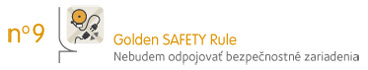 nº9
Golden SAFETY Rule
Nebudem odpojovať bezpečnostné zariadenia